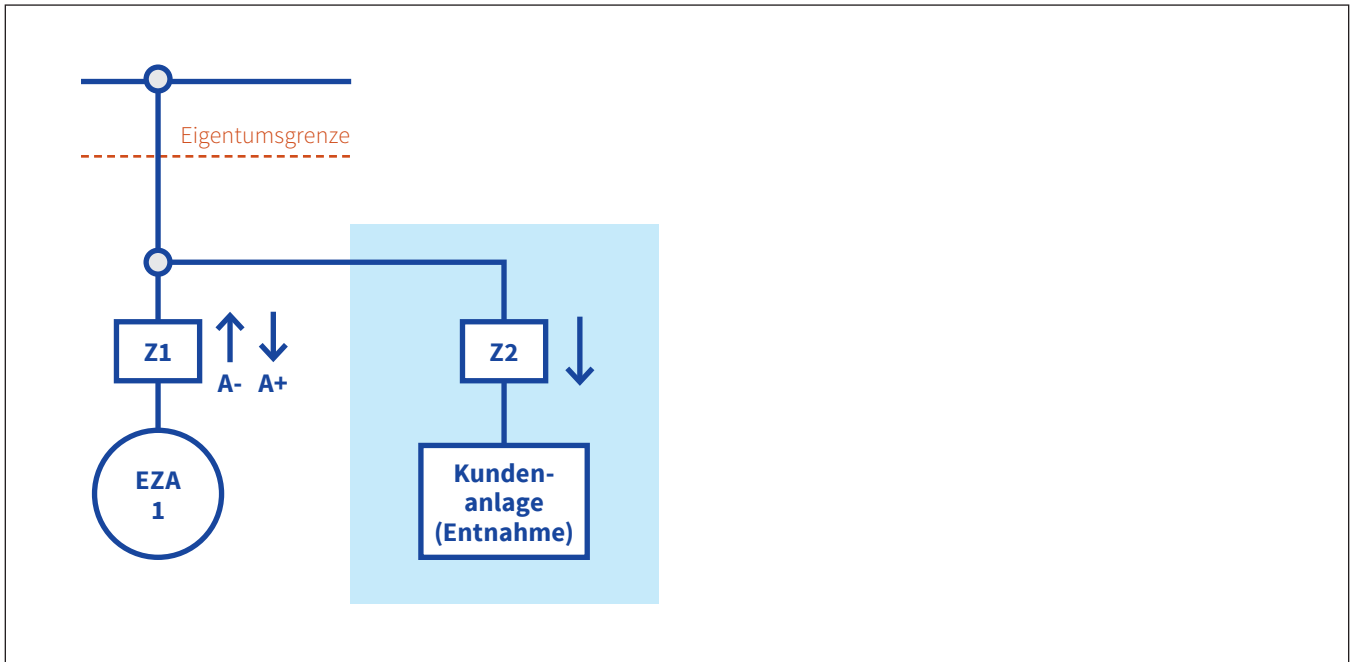 Eigentumsgrenze
Z1
A-
A+
Z2
EZA
1
Kunden-
anlage
(Entnahme)